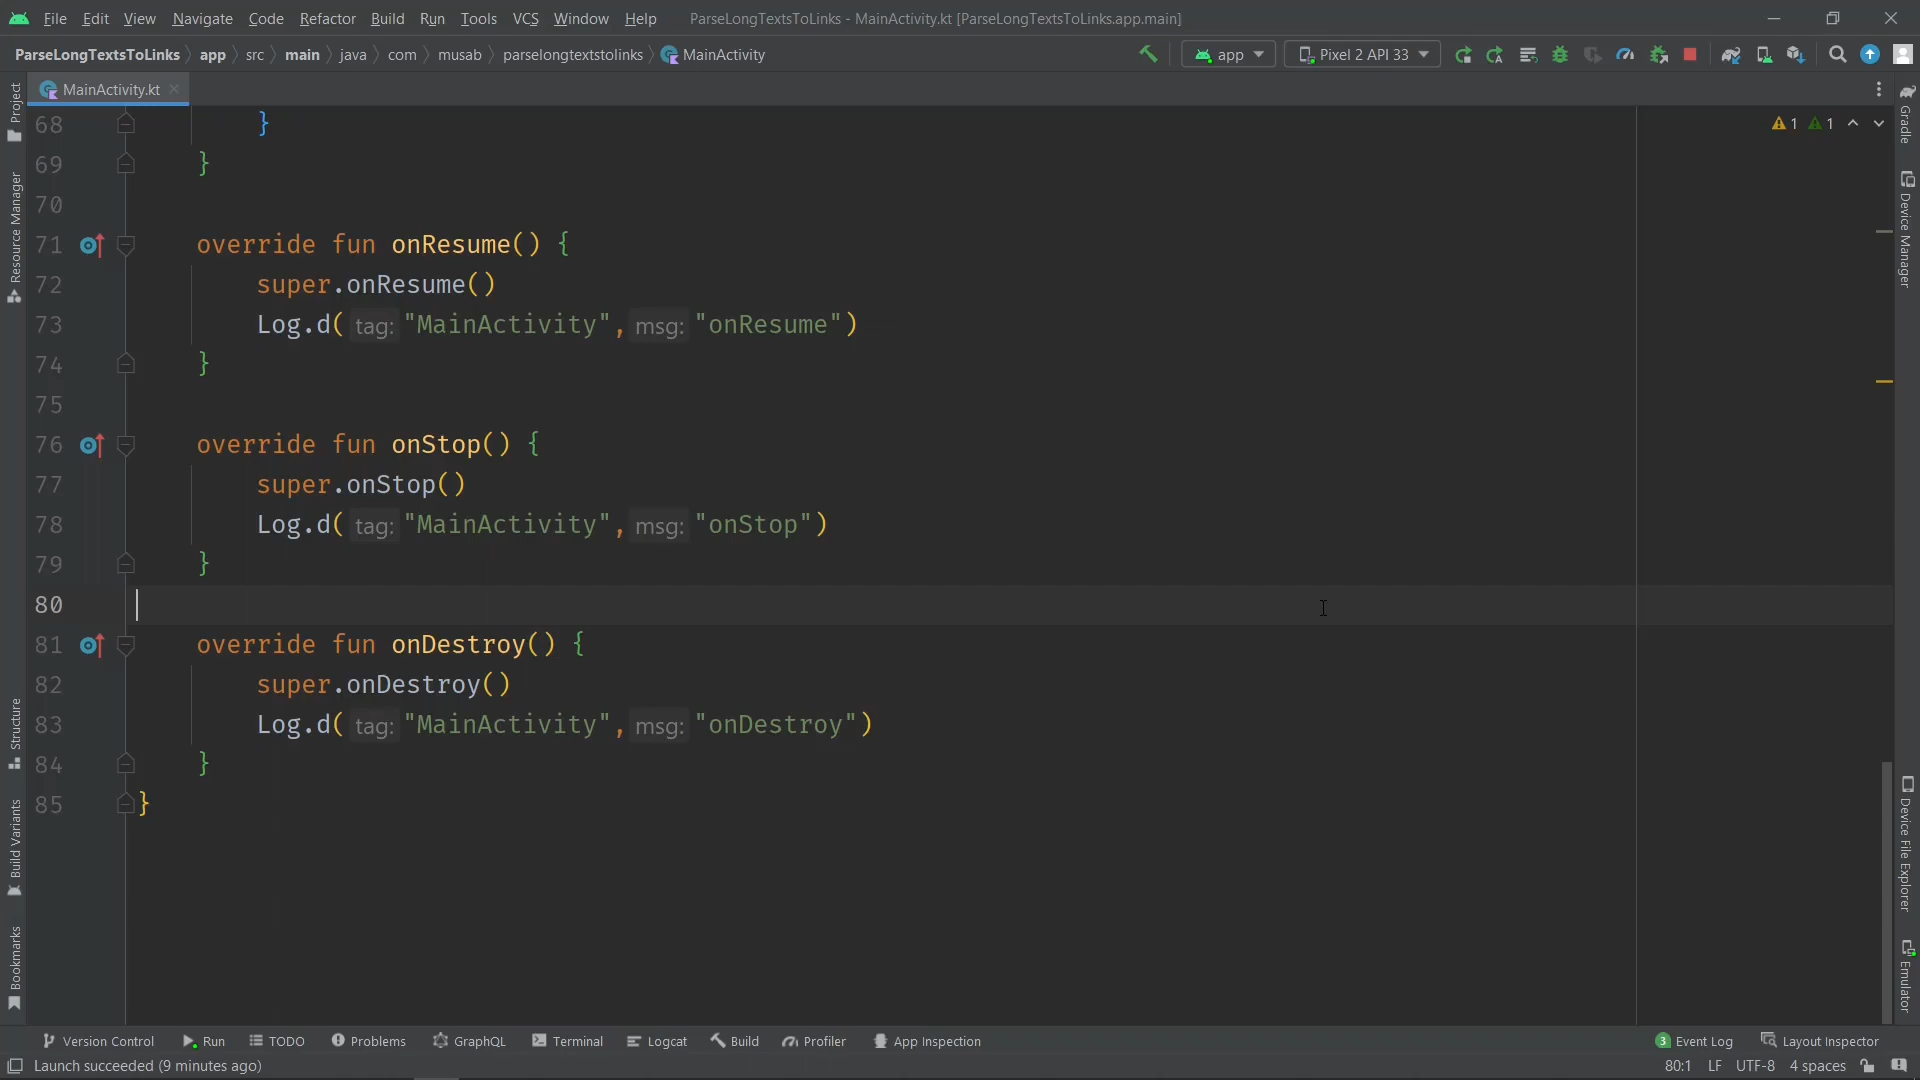 File Edit View Navigate Code Refactor Build Run Tools VCS Window Help ParseLongTextsToLinks - MainActivity.kt [ParseLongTextsToLinks.app.main]
ParseLongTextsToLinks app src main java com musab parselongtextstolinks MainActivity app Pixel 2 API 33
MainActivity.kt
Project
Resource Manager
Structure
Build Variants
Bookmarks
68 }
1 1
69 }
70
71 override fun onResume() {
72 super.onResume()
73 Log.d( tag: "MainActivity", msg: "onResume")
74 }
75
76 override fun onStop() {
77 super.onStop()
78 Log.d( tag: "MainActivity", msg: "onStop")
79 }
80
81 override fun onDestroy() {
82 super.onDestroy()
83 Log.d( tag: "MainActivity", msg: "onDestroy")
84 }
85 }
Gradle
Device Manager
Device File Explorer
Emulator
Version Control Run TODO Problems GraphQL Terminal Logcat Build Profiler App Inspection 3 Event Log Layout Inspector
Launch succeeded (9 minutes ago) 80:1 LF UTF-8 4 spaces